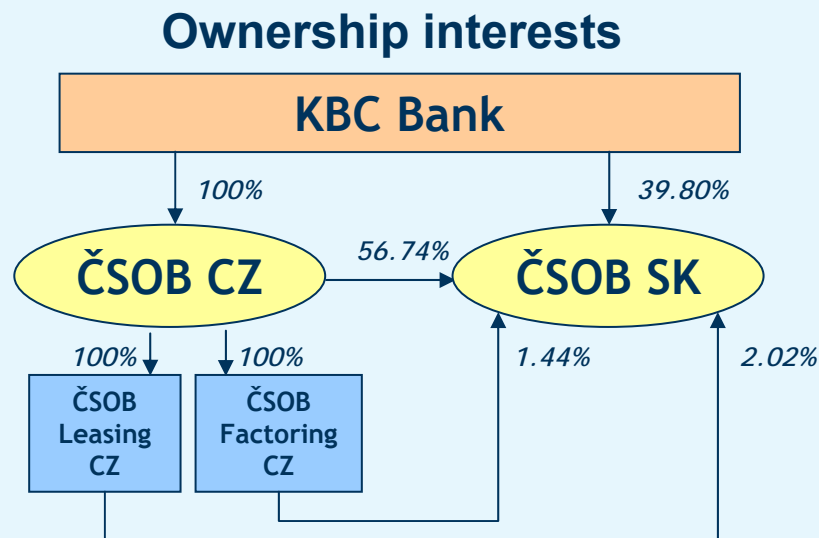 Ownership interests
KBC Bank
100%
39.80%
ČSOB CZ
56.74%
ČSOB SK
100%
100%
1.44%
2.02%
ČSOB
Leasing
CZ
ČSOB
Factoring
CZ